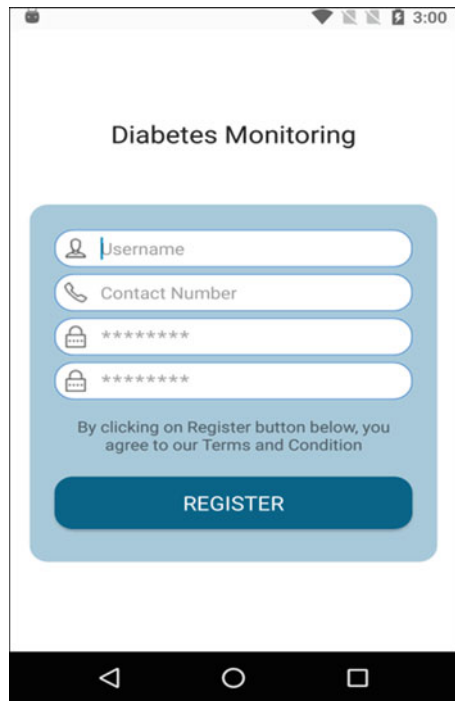 3:00
Diabetes Monitoring
Username
Contact Number
********
********
By clicking on Register button below, you
agree to our Terms and Condition
REGISTER